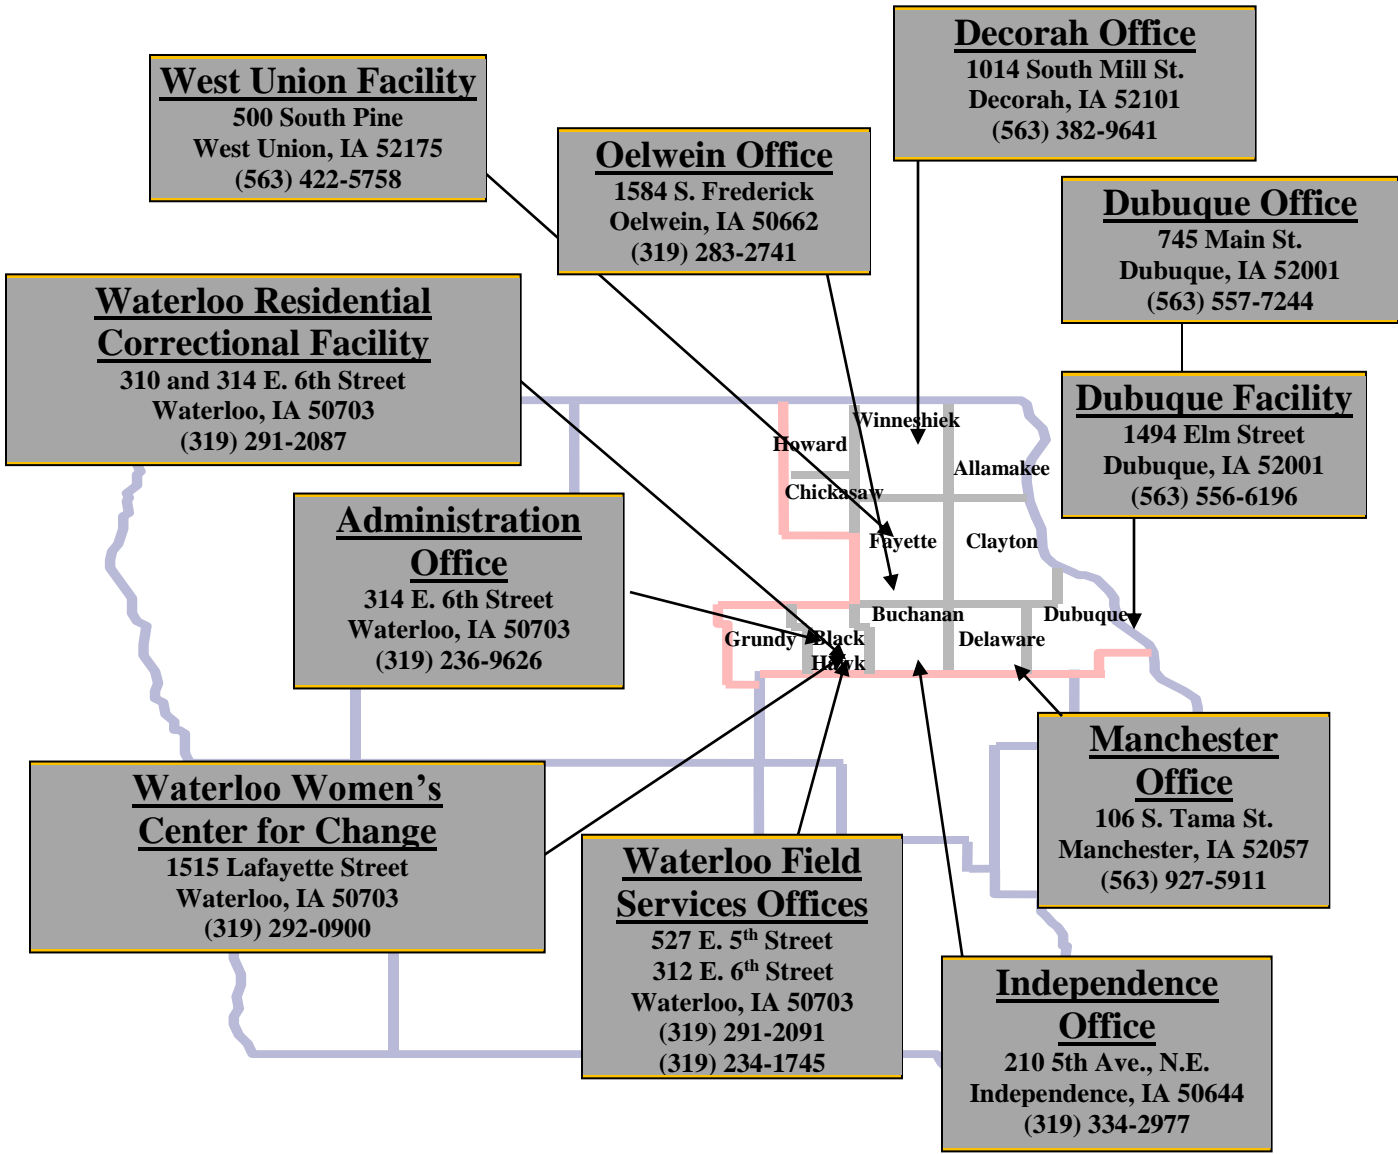 Decorah Office
1014 South Mill St.
Decorah, IA 52101
(563) 382-9641
West Union Facility
500 South Pine
West Union, IA 52175
(563) 422-5758
Oelwein Office
1584 S. Frederick
Oelwein, IA 50662
(319) 283-2741
Dubuque Office
745 Main St.
Dubuque, IA 52001
(563) 557-7244
Waterloo Residential
Correctional Facility
310 and 314 E. 6th Street
Waterloo, IA 50703
(319) 291-2087
Dubuque Facility
1494 Elm Street
Dubuque, IA 52001
(563) 556-6196
Winneshiek
Howard
Allamakee
Chickasaw
Fayette
Clayton
Buchanan
Dubuque
Grundy
Black
Hawk
Delaware
Administration
Office
314 E. 6th Street
Waterloo, IA 50703
(319) 236-9626
Manchester
Office
106 S. Tama St.
Manchester, IA 52057
(563) 927-5911
Waterloo Women’s
Center for Change
1515 Lafayette Street
Waterloo, IA 50703
(319) 292-0900
Waterloo Field
Services Offices
527 E. 5th Street
312 E. 6th Street
Waterloo, IA 50703
(319) 291-2091
(319) 234-1745
Independence
Office
210 5th Ave., N.E.
Independence, IA 50644
(319) 334-2977